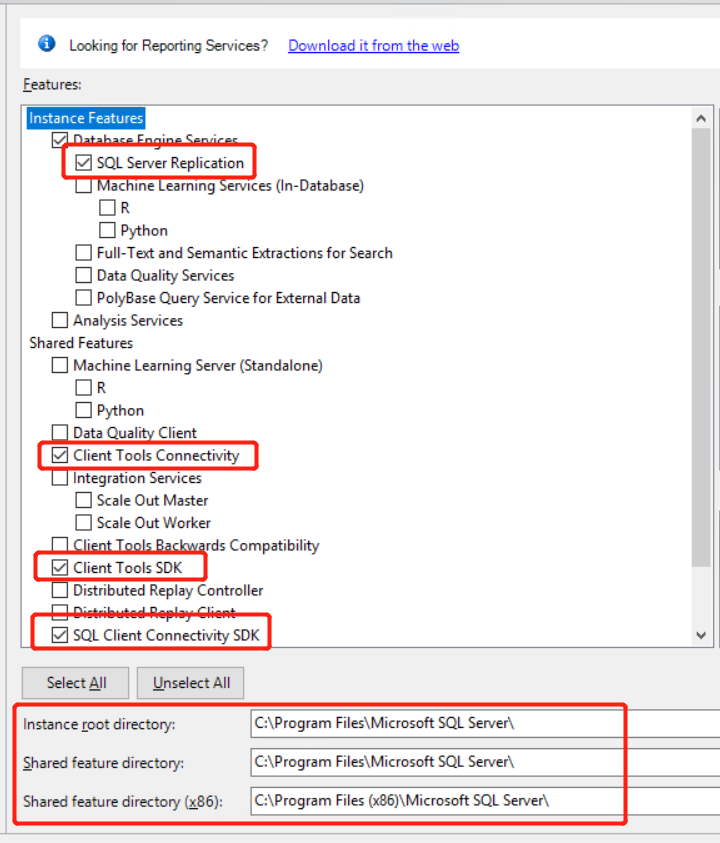 Looking for Reporting Services? Download it from the web
Features:
Instance Features
Database Engine Services
SQL Server Replication
Machine Learning Services (In-Database)
R
Python
Full-Text and Semantic Extractions for Search
Data Quality Services
PolyBase Query Service for External Data
Analysis Services
Shared Features
Machine Learning Server (Standalone)
R
Python
Data Quality Client
Client Tools Connectivity
Integration Services
Scale Out Master
Scale Out Worker
Client Tools Backwards Compatibility
Client Tools SDK
Distributed Replay Controller
Distributed Replay Client
SQL Client Connectivity SDK
Select All Unselect All
Instance root directory: C:\Program Files\Microsoft SQL Server\
Shared feature directory: C:\Program Files\Microsoft SQL Server\
Shared feature directory (x86): C:\Program Files (x86)\Microsoft SQL Server\